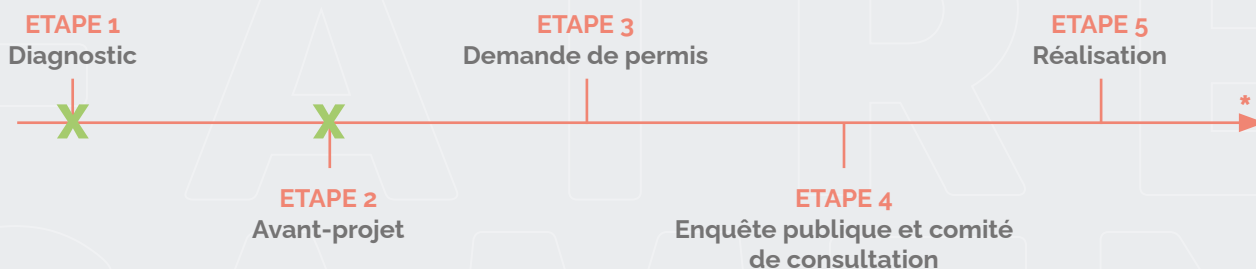 ETAPE 1
Diagnostic
ETAPE 3
Demande de permis
ETAPE 5
Réalisation
*
X
X
ETAPE 2
Avant-projet
ETAPE 4
Enquête publique et comité
de consultation